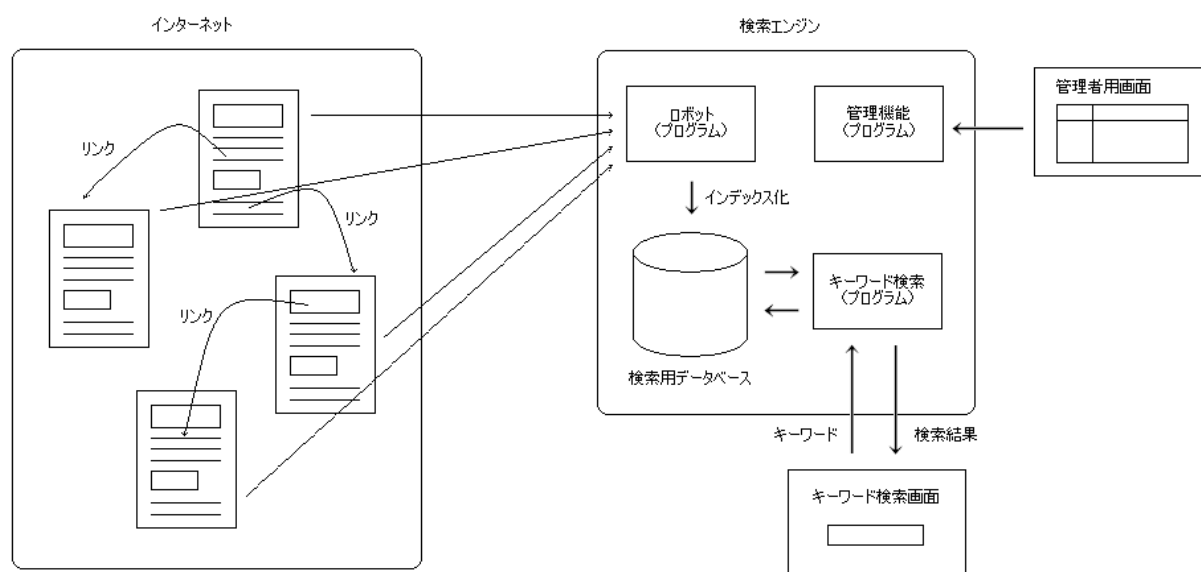 インターネット
検索エンジン
リンク
リンク
リンク
ロボット
(プログラム)
管理機能
(プログラム)
管理者用画面
インデックス化
キーワード検索
(プログラム)
検索用データベース
キーワード
検索結果
キーワード検索画面